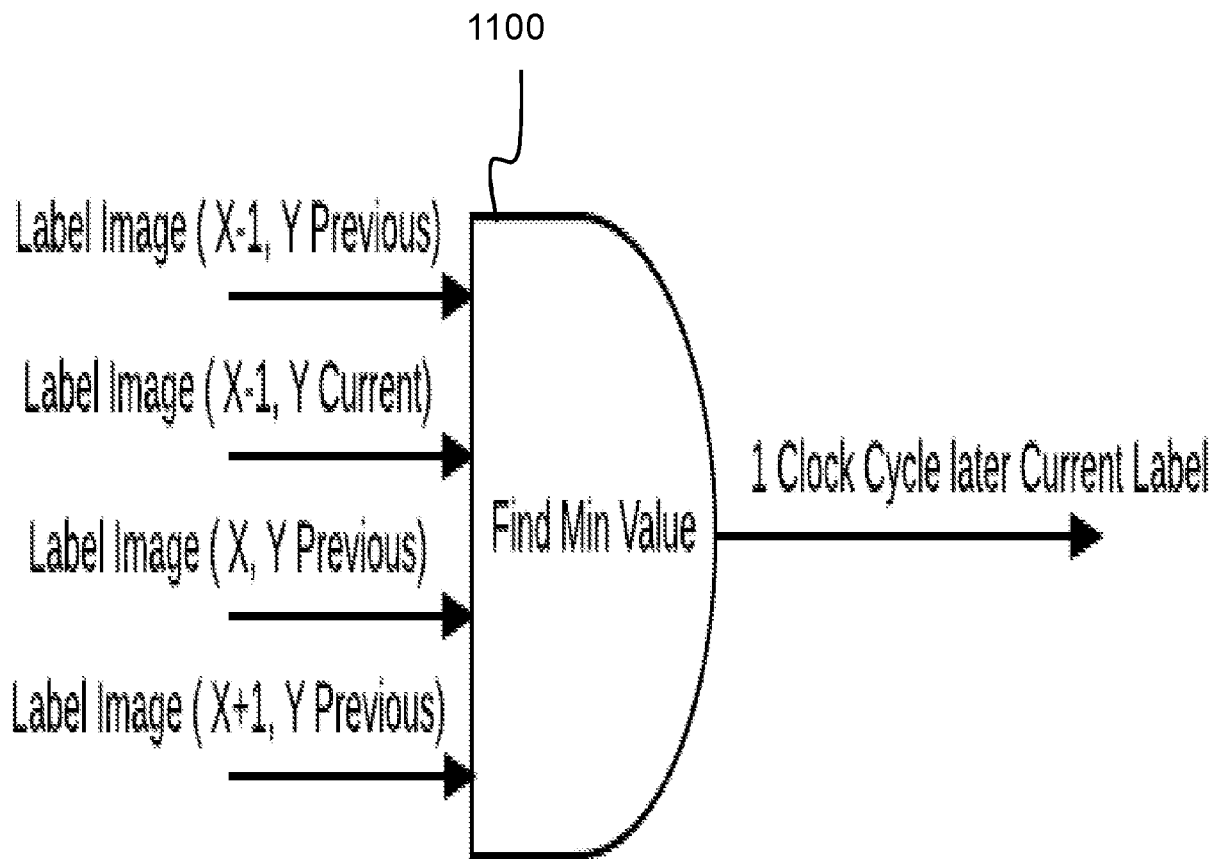 1100
Label Image ( X-1, Y Previous)
Label Image ( X-1, Y Current)
1 Clock Cycle later Current Label
Find Min Value
Label Image ( X, Y Previous)
Label Image ( X+1, Y Previous)